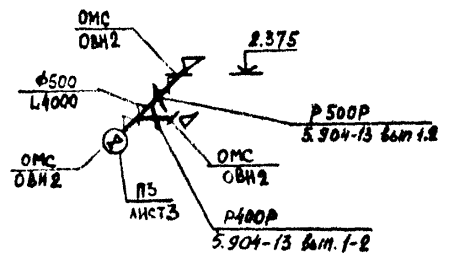 ОМС
ОВН2
2.375
ф500
L4000
Р500Р
5.904-13 вып.1-2
ОМС
ОВН2
ОМС
ОВН2
П3
ЛИСТ3
Р400Р
5.904-13 вып.1-2